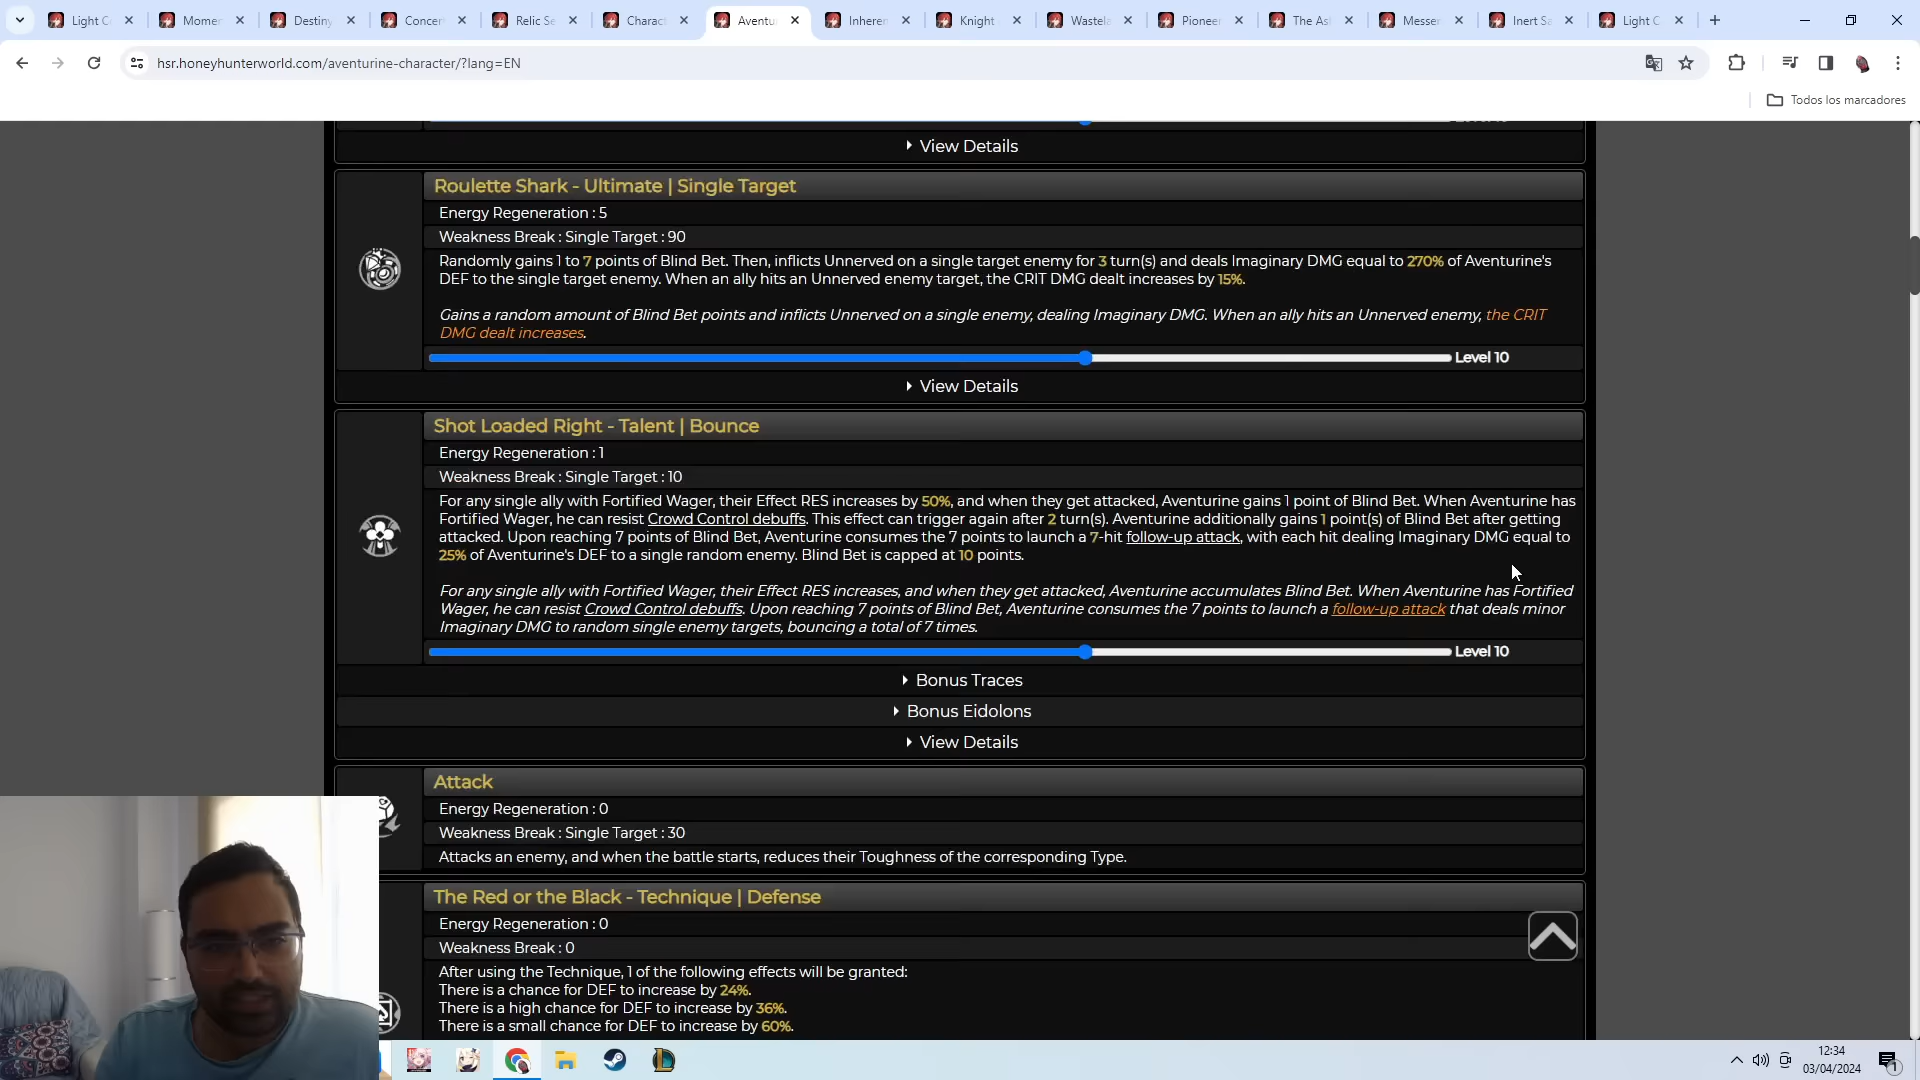 Light C
Momen
Destiny
Concer
Relic Se
Charact
Aventu
Inheren
Knight
Wastela
Pioneer
The As
Messer
Inert Sa
Light C
hsr.honeyhunterworld.com/aventurine-character/?lang=EN
Todos los marcadores
View Details
Roulette Shark - Ultimate | Single Target
Energy Regeneration : 5
Weakness Break : Single Target : 90
Randomly gains 1 to 7 points of Blind Bet. Then, inflicts Unnerved on a single target enemy for 3 turn(s) and deals Imaginary DMG equal to 270% of Aventurine's
DEF to the single target enemy. When an ally hits an Unnerved enemy target, the CRIT DMG dealt increases by 15%.
Gains a random amount of Blind Bet points and inflicts Unnerved on a single enemy, dealing Imaginary DMG. When an ally hits an Unnerved enemy, the CRIT
DMG dealt increases.
Level 10
View Details
Shot Loaded Right - Talent | Bounce
Energy Regeneration : 1
Weakness Break : Single Target : 10
For any single ally with Fortified Wager, their Effect RES increases by 50%, and when they get attacked, Aventurine gains 1 point of Blind Bet. When Aventurine has
Fortified Wager, he can resist Crowd Control debuffs. This effect can trigger again after 2 turn(s). Aventurine additionally gains 1 point(s) of Blind Bet after getting
attacked. Upon reaching 7 points of Blind Bet, Aventurine consumes the 7 points to launch a 7-hit follow-up attack, with each hit dealing Imaginary DMG equal to
25% of Aventurine's DEF to a single random enemy. Blind Bet is capped at 10 points.
For any single ally with Fortified Wager, their Effect RES increases, and when they get attacked, Aventurine accumulates Blind Bet. When Aventurine has Fortified
Wager, he can resist Crowd Control debuffs. Upon reaching 7 points of Blind Bet, Aventurine consumes the 7 points to launch a follow-up attack that deals minor
Imaginary DMG to random single enemy targets, bouncing a total of 7 times.
Level 10
Bonus Traces
Bonus Eidolons
View Details
Attack
Energy Regeneration : 0
Weakness Break : Single Target : 30
Attacks an enemy, and when the battle starts, reduces their Toughness of the corresponding Type.
The Red or the Black - Technique | Defense
Energy Regeneration : 0
Weakness Break : 0
After using the Technique, 1 of the following effects will be granted:
There is a chance for DEF to increase by 24%.
There is a high chance for DEF to increase by 36%.
There is a small chance for DEF to increase by 60%.
12:34
03/04/2024
1